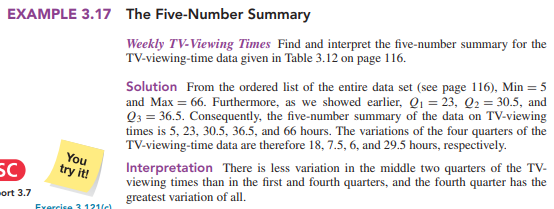 EXAMPLE 3.17 The Five-Number Summary
Weekly TV-Viewing Times Find and interpret the five-number summary for the
TV-viewing-time data given in Table 3.12 on page 116.
Solution From the ordered list of the entire data set (see page 116), Min = 5
and Max = 66. Furthermore, as we showed earlier, Q₁ = 23, Q₂ = 30.5, and
Q₃ = 36.5. Consequently, the five-number summary of the data on TV-viewing
times is 5, 23, 30.5, 36.5, and 66 hours. The variations of the four quarters of the
TV-viewing-time data are therefore 18, 7.5, 6, and 29.5 hours, respectively.
You
try it!
SC
ort 3.7
Exercise 3.121(c)
Interpretation There is less variation in the middle two quarters of the TV-
viewing times than in the first and fourth quarters, and the fourth quarter has the
greatest variation of all.